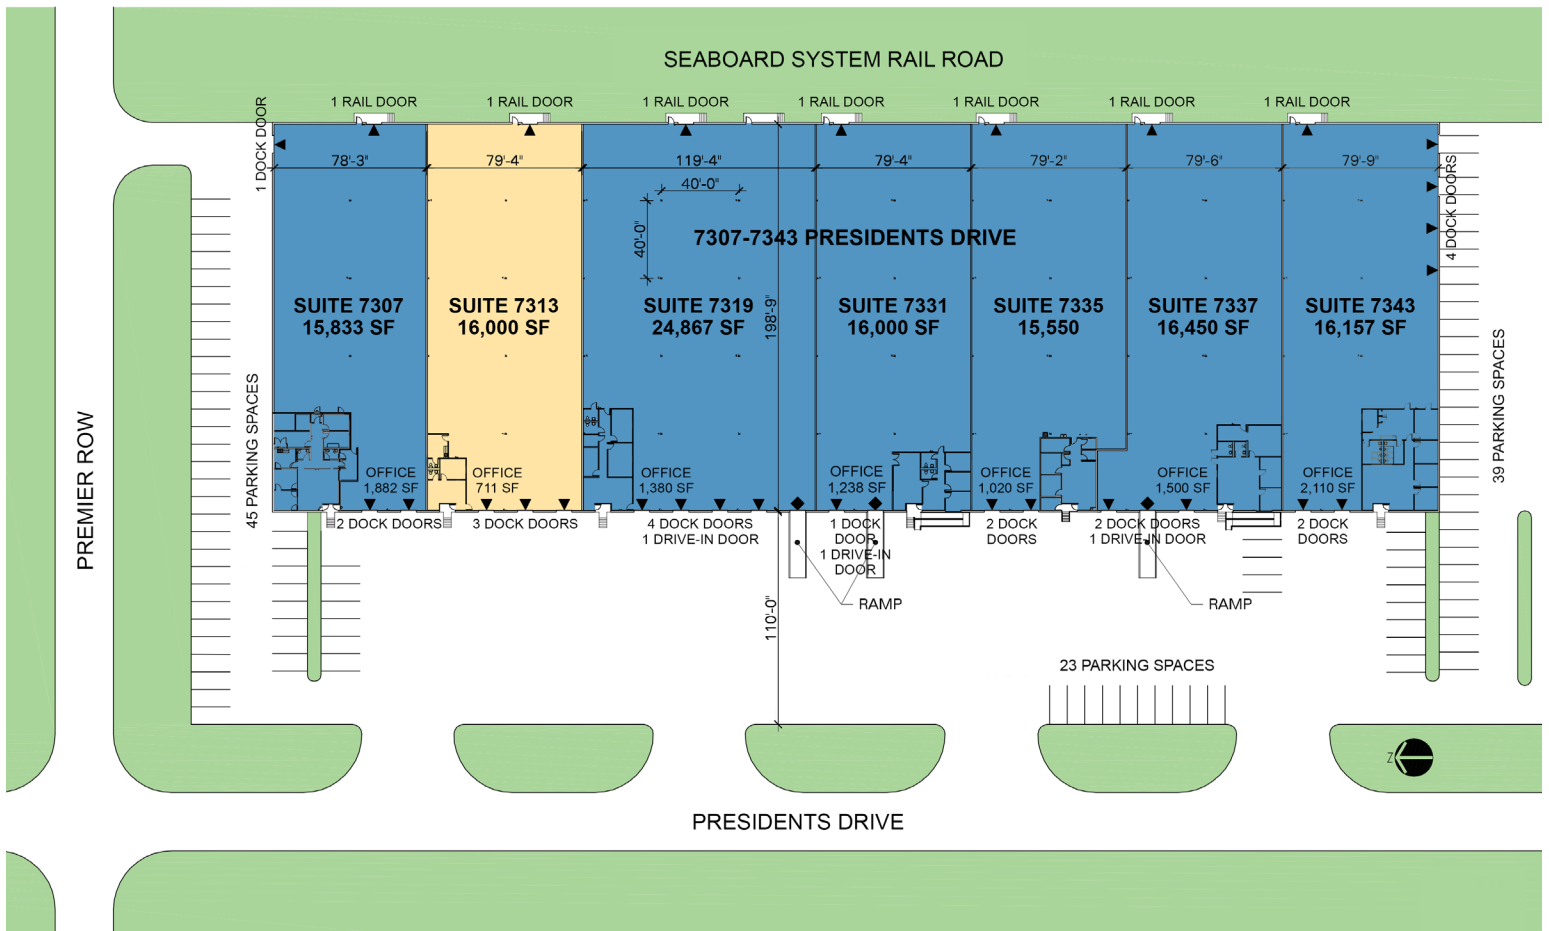 SEABOARD SYSTEM RAIL ROAD
1 RAIL DOOR
1 RAIL DOOR
1 RAIL DOOR
1 RAIL DOOR
1 RAIL DOOR
1 RAIL DOOR
1 RAIL DOOR
1 DOCK DOOR
78'-3"
79'-4"
119'-4"
79'-4"
79'-2"
79'-6"
79'-9"
40'-0"
40'-0"
4 DOCK DOORS
7307-7343 PRESIDENTS DRIVE
SUITE 7307
15,833 SF
SUITE 7313
16,000 SF
SUITE 7319
24,867 SF
198'-9"
SUITE 7331
16,000 SF
SUITE 7335
15,550
SUITE 7337
16,450 SF
SUITE 7343
16,157 SF
PREMIER ROW
45 PARKING SPACES
39 PARKING SPACES
OFFICE
1,882 SF
OFFICE
711 SF
OFFICE
1,380 SF
OFFICE
1,238 SF
OFFICE
1,020 SF
OFFICE
1,500 SF
OFFICE
2,110 SF
2 DOCK DOORS
3 DOCK DOORS
4 DOCK DOORS
1 DRIVE-IN DOOR
1 DOCK
DOOR
1 DRIVE-IN
DOOR
2 DOCK
DOORS
2 DOCK DOORS
1 DRIVE-IN DOOR
2 DOCK
DOORS
110'-0"
RAMP
RAMP
23 PARKING SPACES
N
PRESIDENTS DRIVE